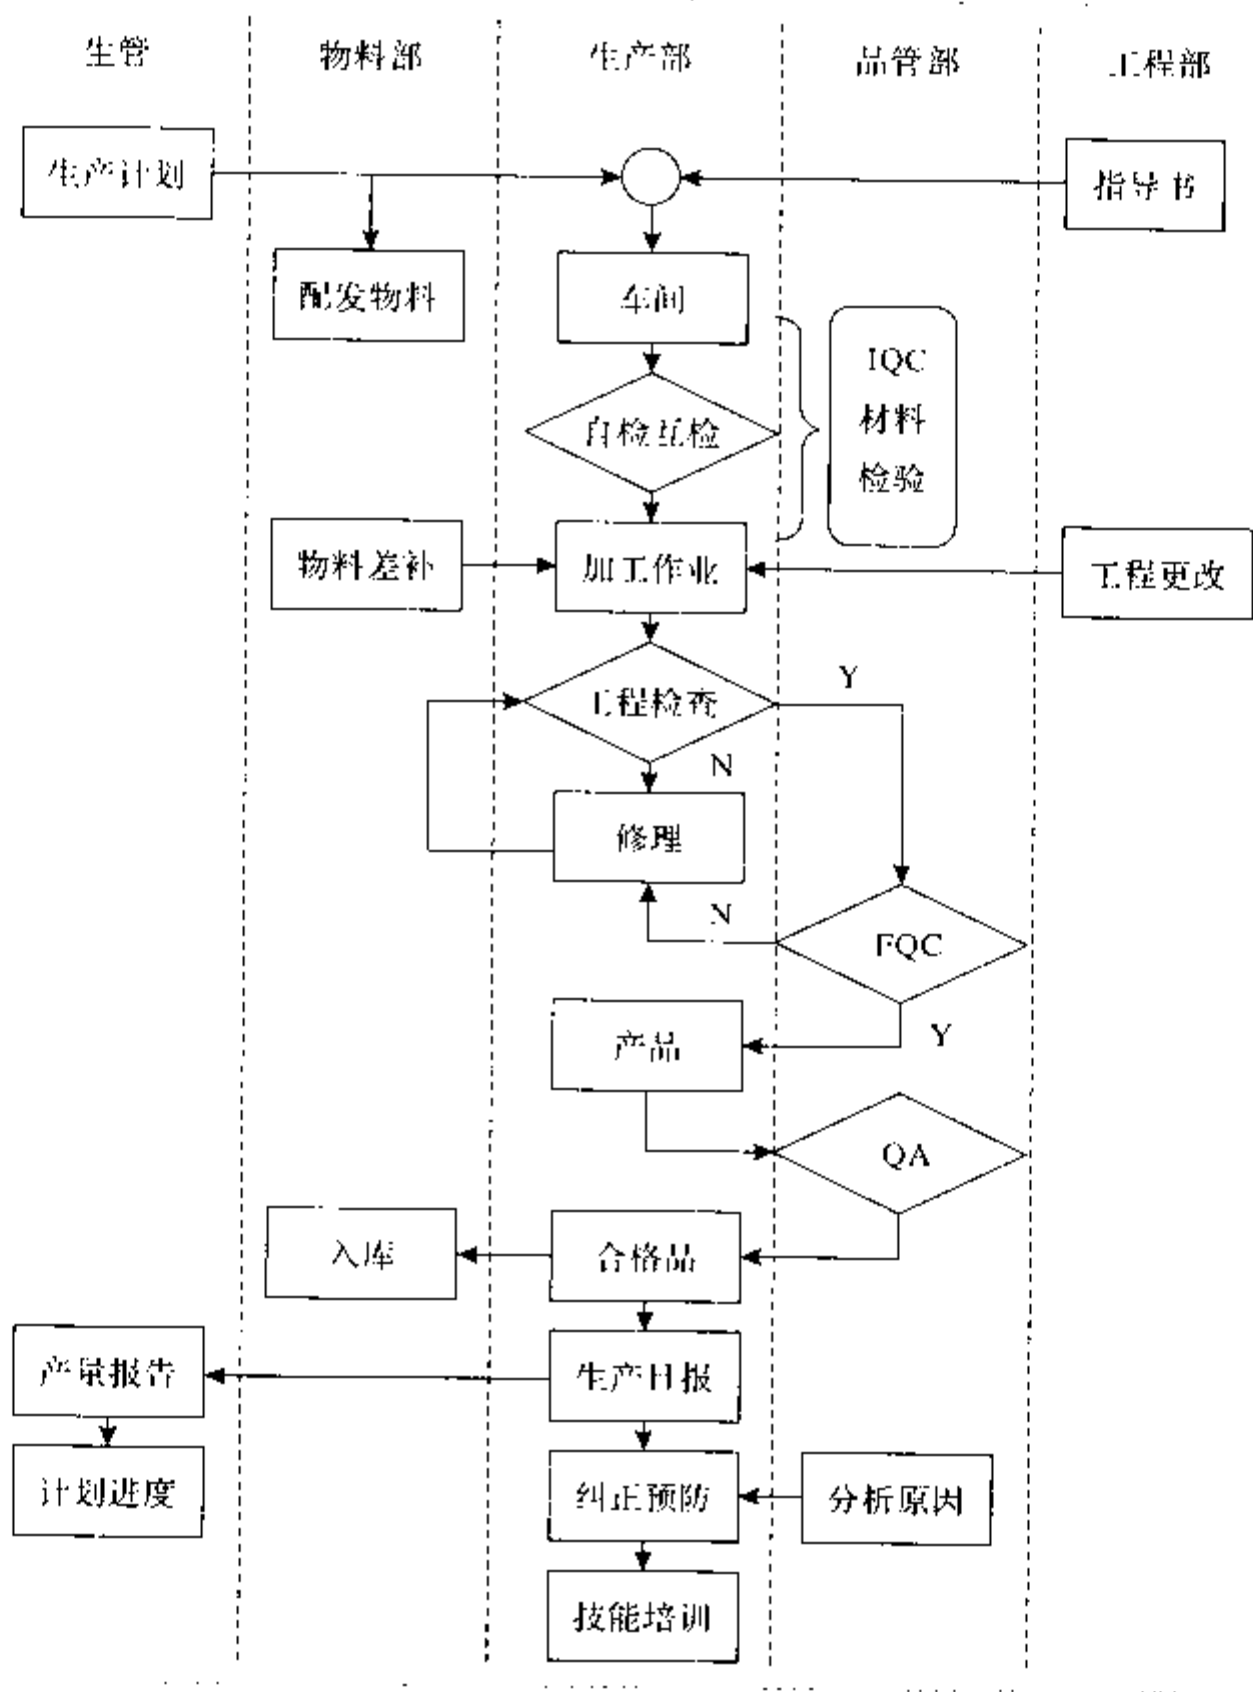 生管 物料部 生产部 品管部 工程部
生产计划
指导书
配发物料
车间
IQC
材料
检验
自检互检
物料差补
加工作业
工程更改
工程检查
Y
N
修理
N
FQC
产品
Y
QA
入库
合格品
产量报告
生产日报
计划进度
纠正预防
分析原因
技能培训